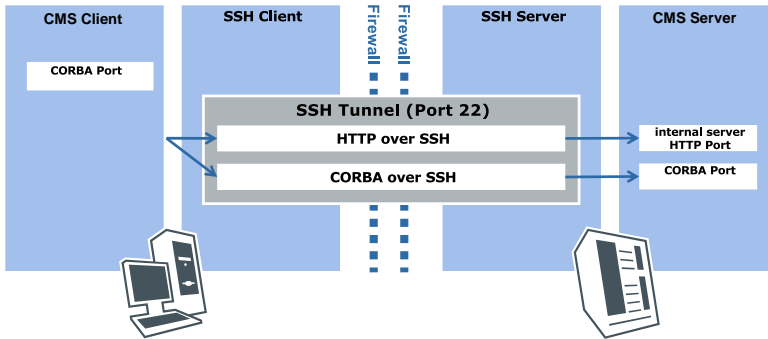 CMS Client
SSH Client
Firewall
Firewall
SSH Server
CMS Server
CORBA Port
SSH Tunnel (Port 22)
HTTP over SSH
internal server
HTTP Port
CORBA over SSH
CORBA Port